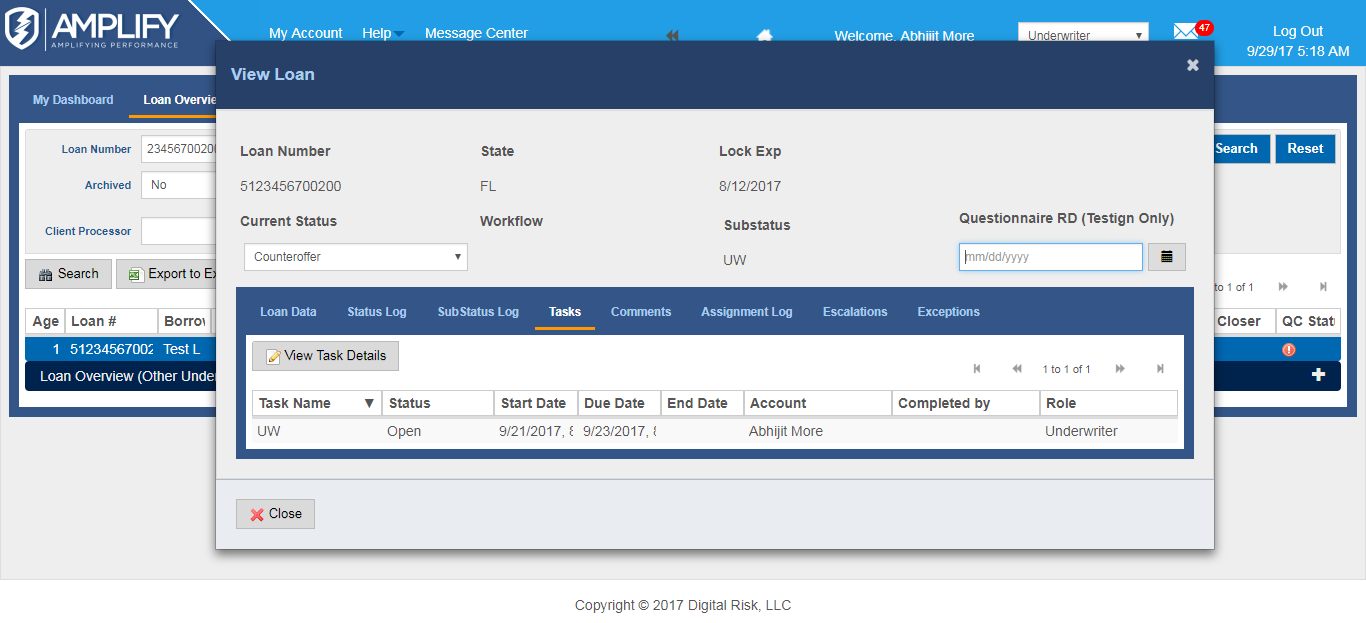 AMPLIFY
AMPLIFYING PERFORMANCE
My Account Help Message Center
Welcome, Abhijit More
Underwriter
47
Log Out
9/29/17 5:18 AM
My Dashboard Loan Overvie
Loan Number 2345670020
Archived No
Client Processor
Search Export to Ex
Search Reset
to 1 of 1
Age Loan # Borrow
Closer QC Statu
1 51234567002 Test L
Loan Overview (Other Under
View Loan
Loan Number State Lock Exp
5123456700200 FL 8/12/2017
Current Status Workflow Substatus Questionnaire RD (Testign Only)
Counteroffer UW mm/dd/yyyy
Loan Data Status Log SubStatus Log Tasks Comments Assignment Log Escalations Exceptions
View Task Details
1 to 1 of 1
Task Name Status Start Date Due Date End Date Account Completed by Role
UW Open 9/21/2017, 9/23/2017, Abhijit More Underwriter
Close
Copyright © 2017 Digital Risk, LLC